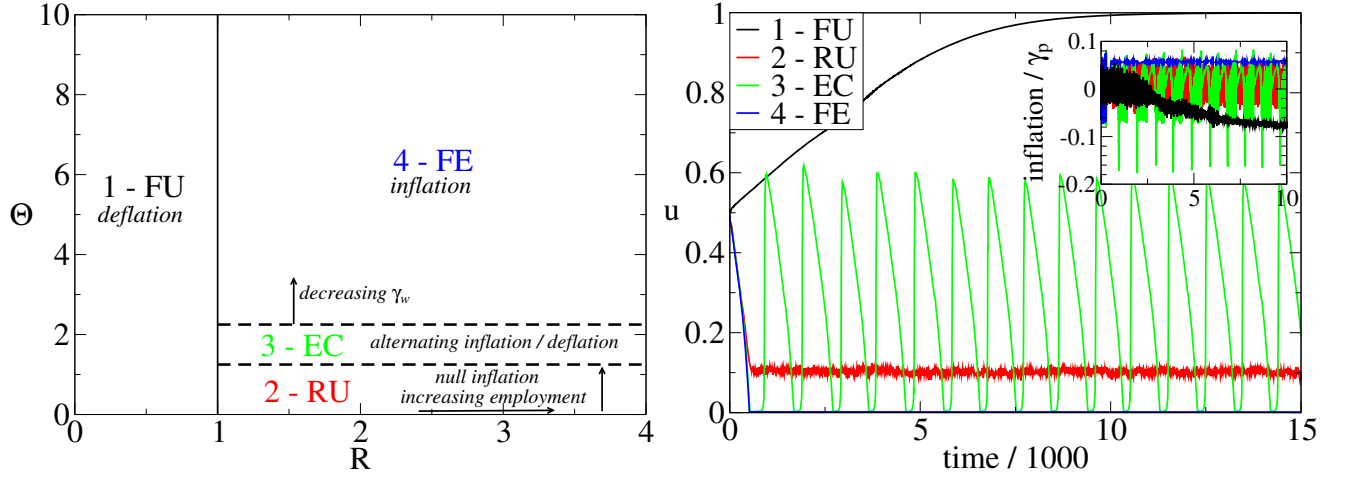 10
8
6
4
2
0
Θ
1 - FU
deflation
4 - FE
inflation
decreasing γw
3 - EC
alternating inflation / deflation
2 - RU
null inflation
increasing employment
0
1
2
3
4
R
1
0.8
0.6
0.4
0.2
0
u
1 - FU
2 - RU
3 - EC
4 - FE
0.1
0
-0.1
-0.2
inflation / γp
0
5
10
0
5
10
15
time / 1000